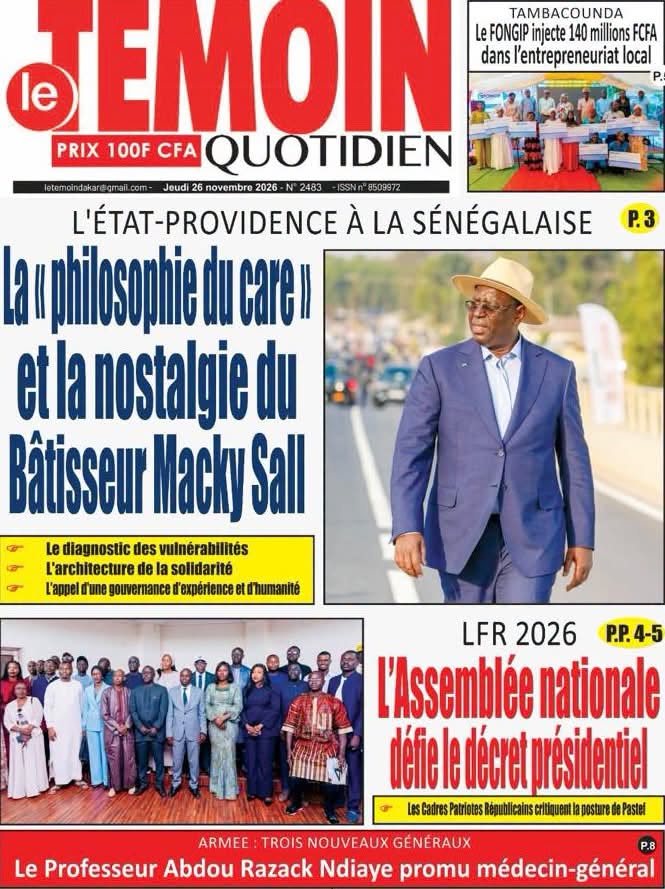 le TEMOIN
PRIX 100F CFA QUOTIDIEN
letemoindakar@gmail.com - Jeudi 26 novembre 2026 - N° 2483 - ISSN n° 8509972
TAMBACOUNDA
Le FONGIP injecte 140 millions FCFA
dans l'entrepreneuriat local
L'ÉTAT-PROVIDENCE À LA SÉNÉGALAISE P.3
La « philosophie du care »
et la nostalgie du
Bâtisseur Macky Sall
Le diagnostic des vulnérabilités
L'architecture de la solidarité
L'appel d'une gouvernance d'expérience et d'humanité
LFR 2026 P.P. 4-5
L'Assemblée nationale
défie le décret présidentiel
Les Cadres Patriotes Républicains critiquent la posture de Pastef
ARMEE : TROIS NOUVEAUX GÉNÉRAUX P.8
Le Professeur Abdou Razack Ndiaye promu médecin-général